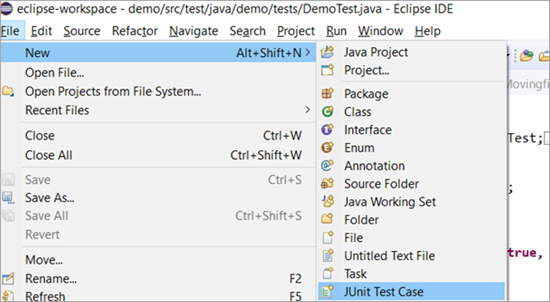 eclipse-workspace - demo/src/test/java/demo/tests/DemoTest.java - Eclipse IDE
File Edit Source Refactor Navigate Search Project Run Window Help
New Alt+Shift+N >
Open File...
Open Projects from File System...
Recent Files >
Close Ctrl+W
Close All Ctrl+Shift+W
Save Ctrl+S
Save As...
Save All Ctrl+Shift+S
Revert
Move...
Rename... F2
Refresh F5
Java Project
Project...
Package
Class
Interface
Enum
Annotation
Source Folder
Java Working Set
Folder
File
Untitled Text File
Task
JUnit Test Case
Movingfi
Test;
;
true,